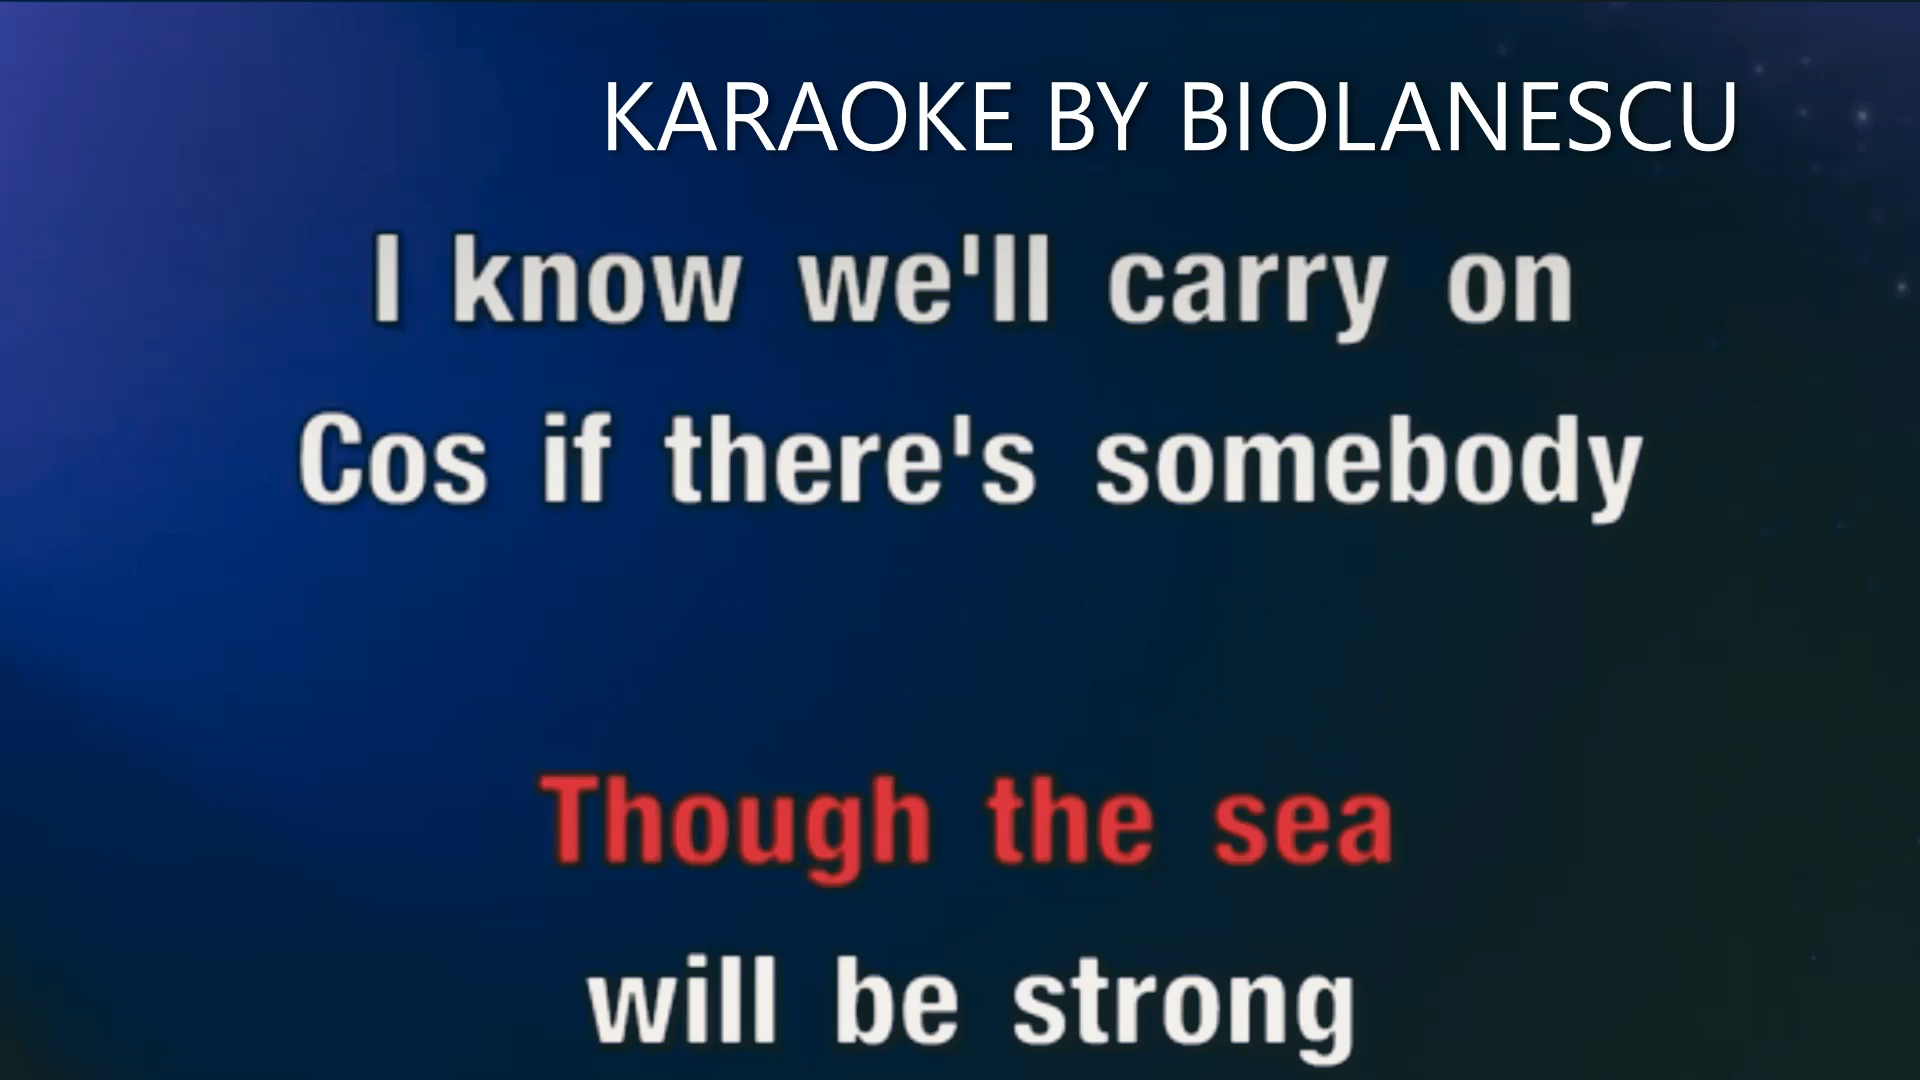 KARAOKE BY BIOLANESCU
I know we'll carry on
Cos if there's somebody
Though the sea
will be strong